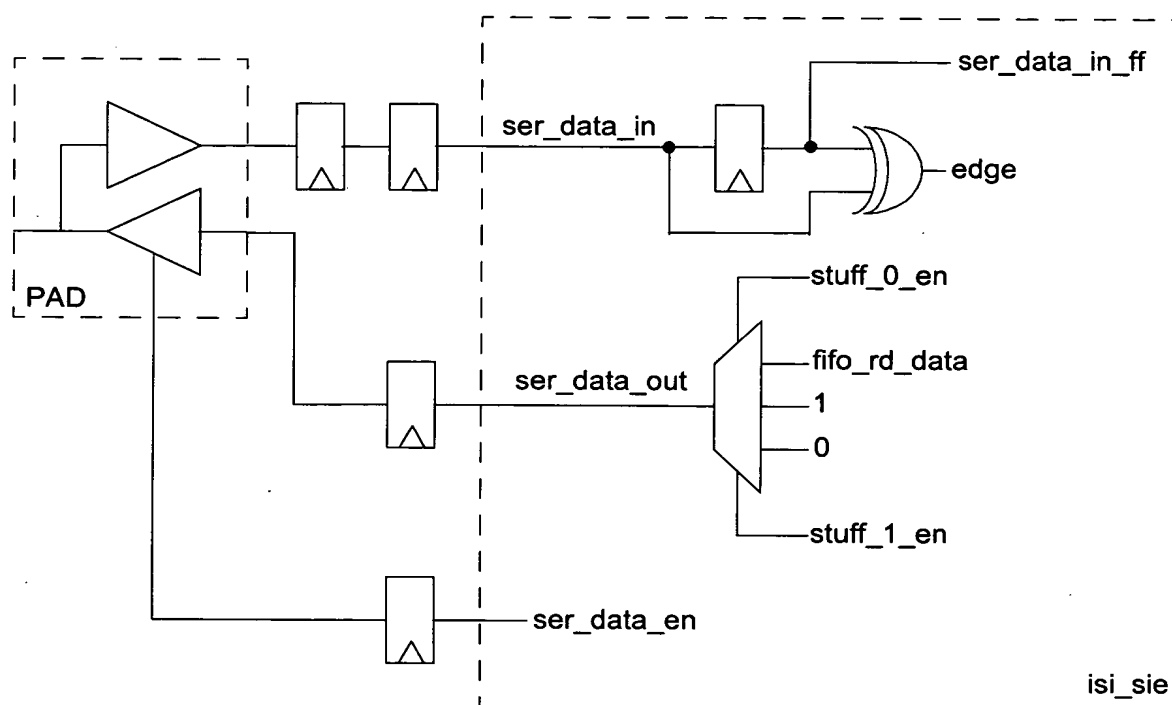 ser_data_in_ff
ser_data_in
edge
PAD
stuff_0_en
fifo_rd_data
ser_data_out
1
0
stuff_1_en
ser_data_en
isi_sie